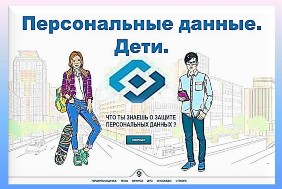 Персональные данные.
Дети.
ЧТО ТЫ ЗНАЕШЬ О ЗАЩИТЕ
ПЕРСОНАЛЬНЫХ ДАННЫХ ?